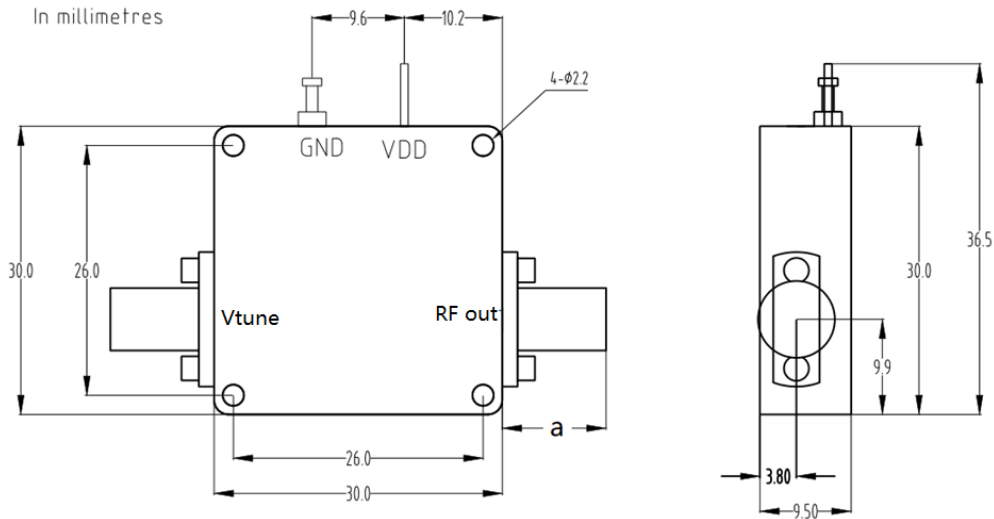 In millimetres
9.6
10.2
4-Φ2.2
GND
VDD
30.0
26.0
Vtune
RF out
a
26.0
30.0
36.5
30.0
9.9
3.80
9.50